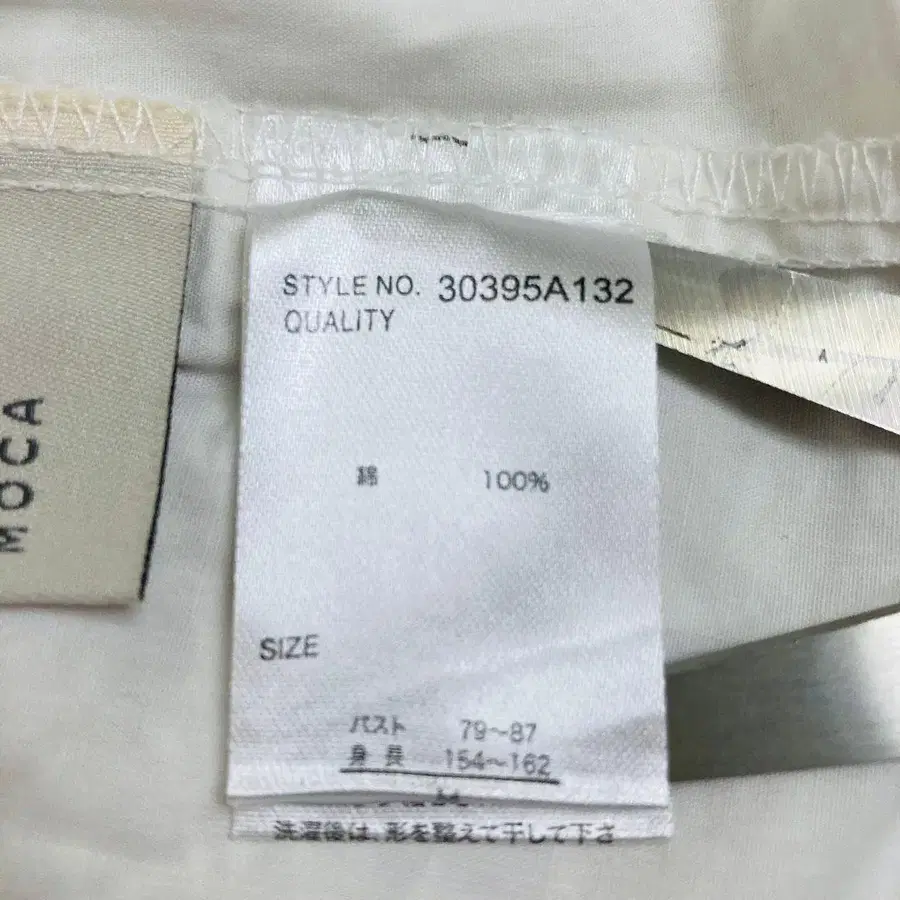 STYLE NO. 30395A132
QUALITY
綿 100%
SIZE
バスト 79~87
身長 154~162
洗濯後は、形を整えて干して下さ
MOCA